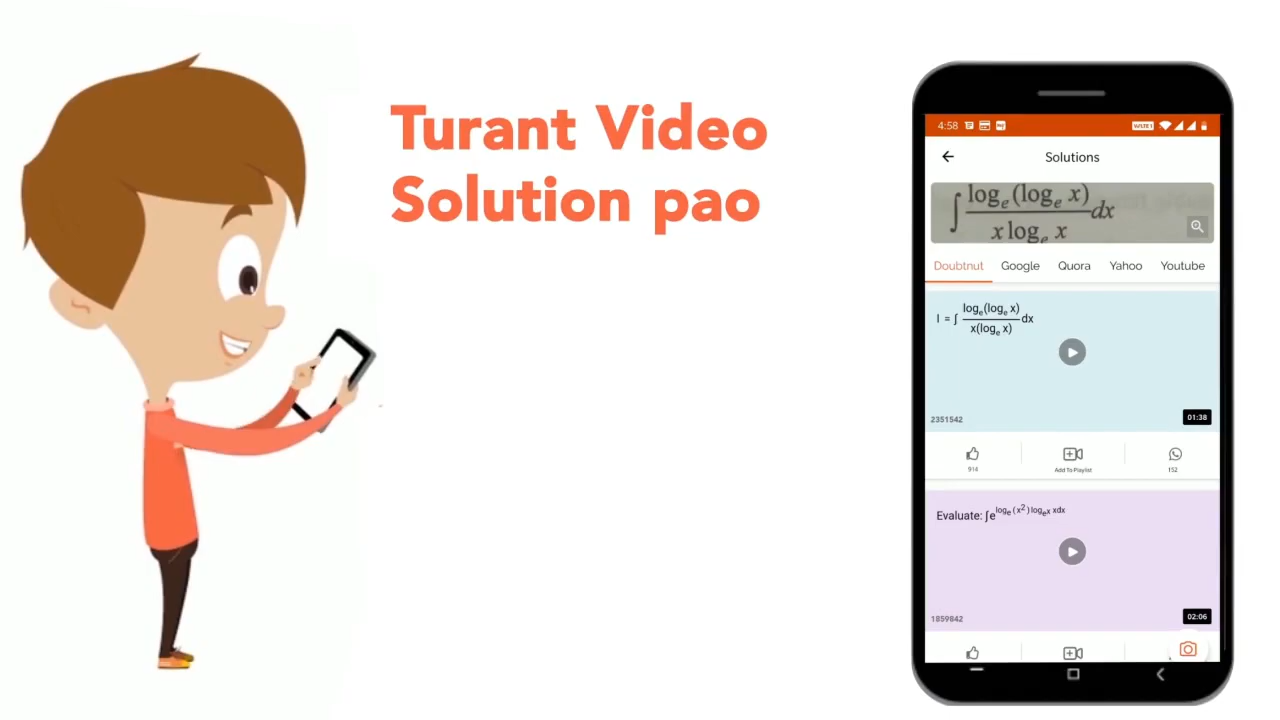 Turant Video
Solution pao
4:58
Solutions
∫ logₑ(logₑ x) / x logₑ x dx
Doubtnut Google Quora Yahoo Youtube
I = ∫ logₑ(logₑ x) / x(logₑ x) dx
2351542 01:38
914 Add To Playlist 152
Evaluate: ∫e^logₑ(x²)logₑx xdx
1859842 02:06